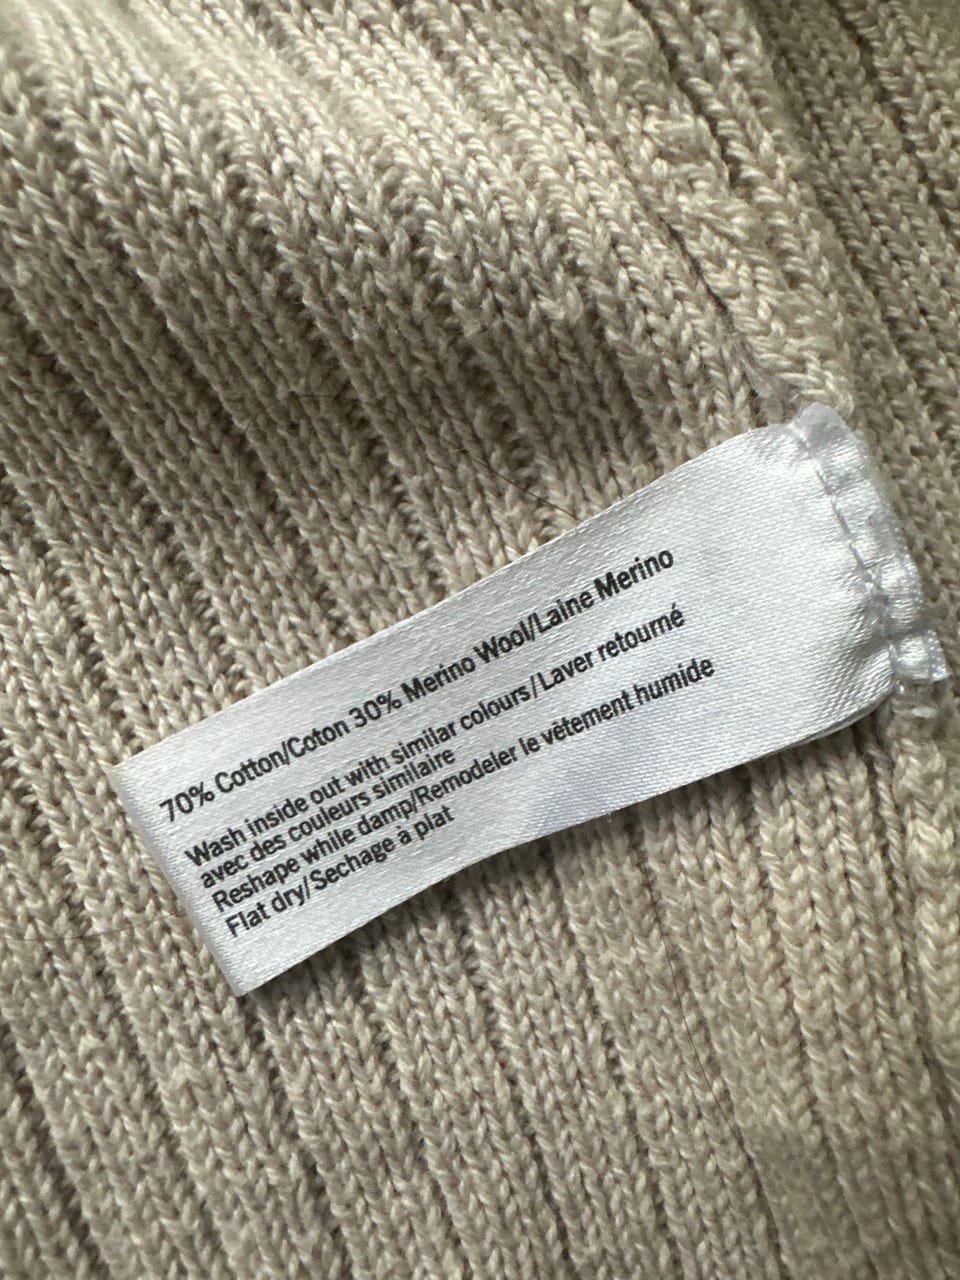 70% Cotton/Coton 30% Merino Wool/Laine Merino
Wash inside out with similar colours/Laver retourné
avec des couleurs similaire
Reshape while damp/Remodeler le vêtement humide
Flat dry/Sechage à plat